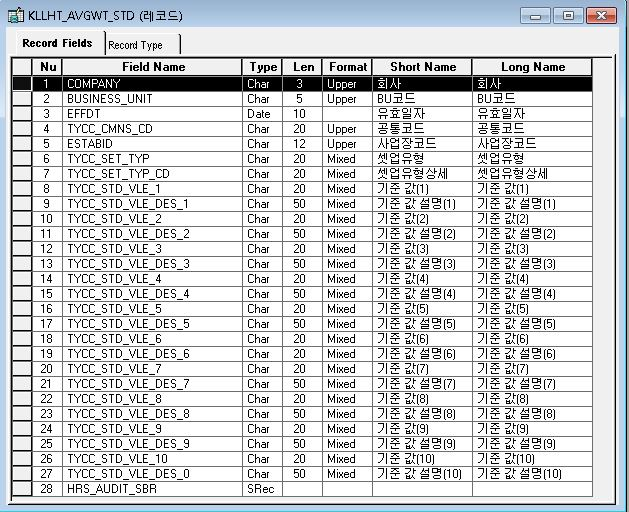 KLLHT_AVGWT_STD (레코드)
Record Fields Record Type
Nu Field Name Type Len Format Short Name Long Name
1 COMPANY Char 3 Upper 회사 회사
2 BUSINESS_UNIT Char 5 Upper BU코드 BU코드
3 EFFDT Date 10 유효일자 유효일자
4 TYCC_CMNS_CD Char 20 Upper 공통코드 공통코드
5 ESTABID Char 12 Upper 사업장코드 사업장코드
6 TYCC_SET_TYP Char 20 Mixed 셋업유형 셋업유형
7 TYCC_SET_TYP_CD Char 20 Mixed 셋업유형상세 셋업유형상세
8 TYCC_STD_VLE_1 Char 20 Mixed 기준 값(1) 기준 값(1)
9 TYCC_STD_VLE_DES_1 Char 50 Mixed 기준 값 설명(1) 기준 값 설명(1)
10 TYCC_STD_VLE_2 Char 20 Mixed 기준 값(2) 기준 값(2)
11 TYCC_STD_VLE_DES_2 Char 50 Mixed 기준 값 설명(2) 기준 값 설명(2)
12 TYCC_STD_VLE_3 Char 20 Mixed 기준 값(3) 기준 값(3)
13 TYCC_STD_VLE_DES_3 Char 50 Mixed 기준 값 설명(3) 기준 값 설명(3)
14 TYCC_STD_VLE_4 Char 20 Mixed 기준 값(4) 기준 값(4)
15 TYCC_STD_VLE_DES_4 Char 50 Mixed 기준 값 설명(4) 기준 값 설명(4)
16 TYCC_STD_VLE_5 Char 20 Mixed 기준 값(5) 기준 값(5)
17 TYCC_STD_VLE_DES_5 Char 50 Mixed 기준 값 설명(5) 기준 값 설명(5)
18 TYCC_STD_VLE_6 Char 20 Mixed 기준 값(6) 기준 값(6)
19 TYCC_STD_VLE_DES_6 Char 50 Mixed 기준 값 설명(6) 기준 값 설명(6)
20 TYCC_STD_VLE_7 Char 20 Mixed 기준 값(7) 기준 값(7)
21 TYCC_STD_VLE_DES_7 Char 50 Mixed 기준 값 설명(7) 기준 값 설명(7)
22 TYCC_STD_VLE_8 Char 20 Mixed 기준 값(8) 기준 값(8)
23 TYCC_STD_VLE_DES_8 Char 50 Mixed 기준 값 설명(8) 기준 값 설명(8)
24 TYCC_STD_VLE_9 Char 20 Mixed 기준 값(9) 기준 값(9)
25 TYCC_STD_VLE_DES_9 Char 50 Mixed 기준 값 설명(9) 기준 값 설명(9)
26 TYCC_STD_VLE_10 Char 20 Mixed 기준 값(10) 기준 값(10)
27 TYCC_STD_VLE_DES_0 Char 50 Mixed 기준 값 설명(10) 기준 값 설명(10)
28 HRS_AUDIT_SBR SRec